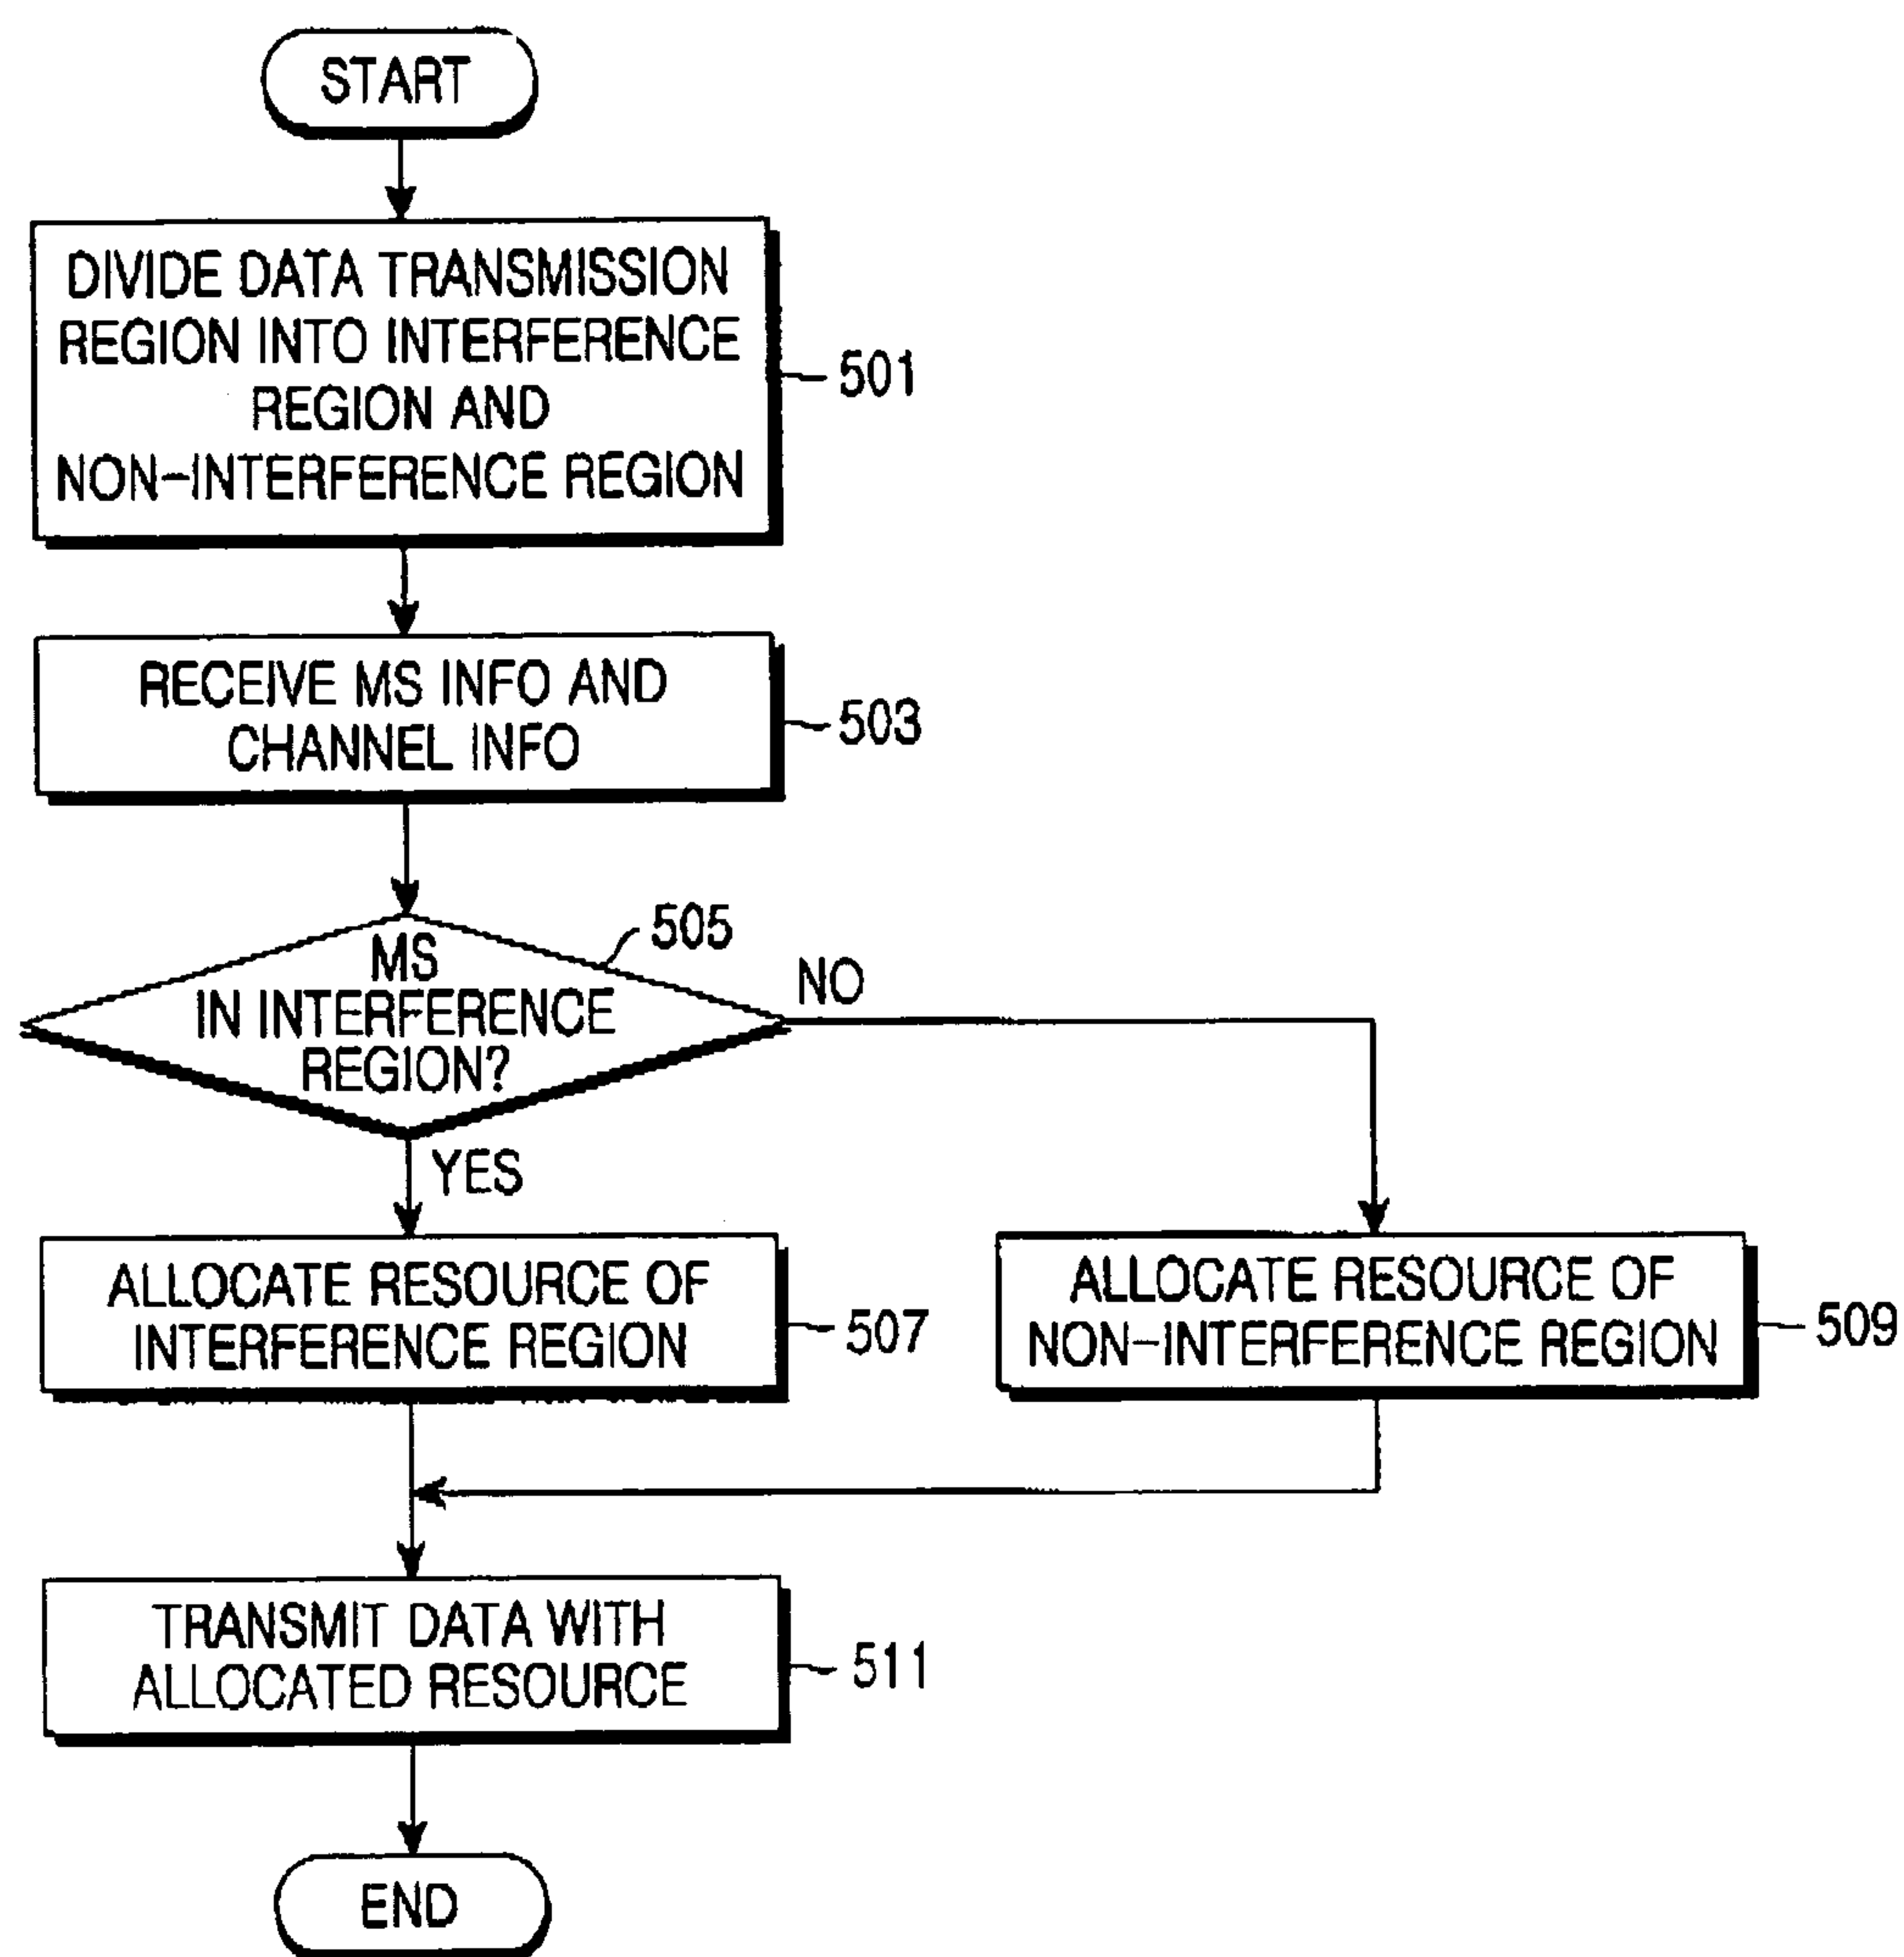 START
DIVIDE DATA TRANSMISSION
REGION INTO INTERFERENCE
REGION AND
NON-INTERFERENCE REGION
501
RECEIVE MS INFO AND
CHANNEL INFO
503
505
MS
IN INTERFERENCE
REGION?
NO
YES
ALLOCATE RESOURCE OF
INTERFERENCE REGION
507
ALLOCATE RESOURCE OF
NON-INTERFERENCE REGION
509
TRANSMIT DATA WITH
ALLOCATED RESOURCE
511
END